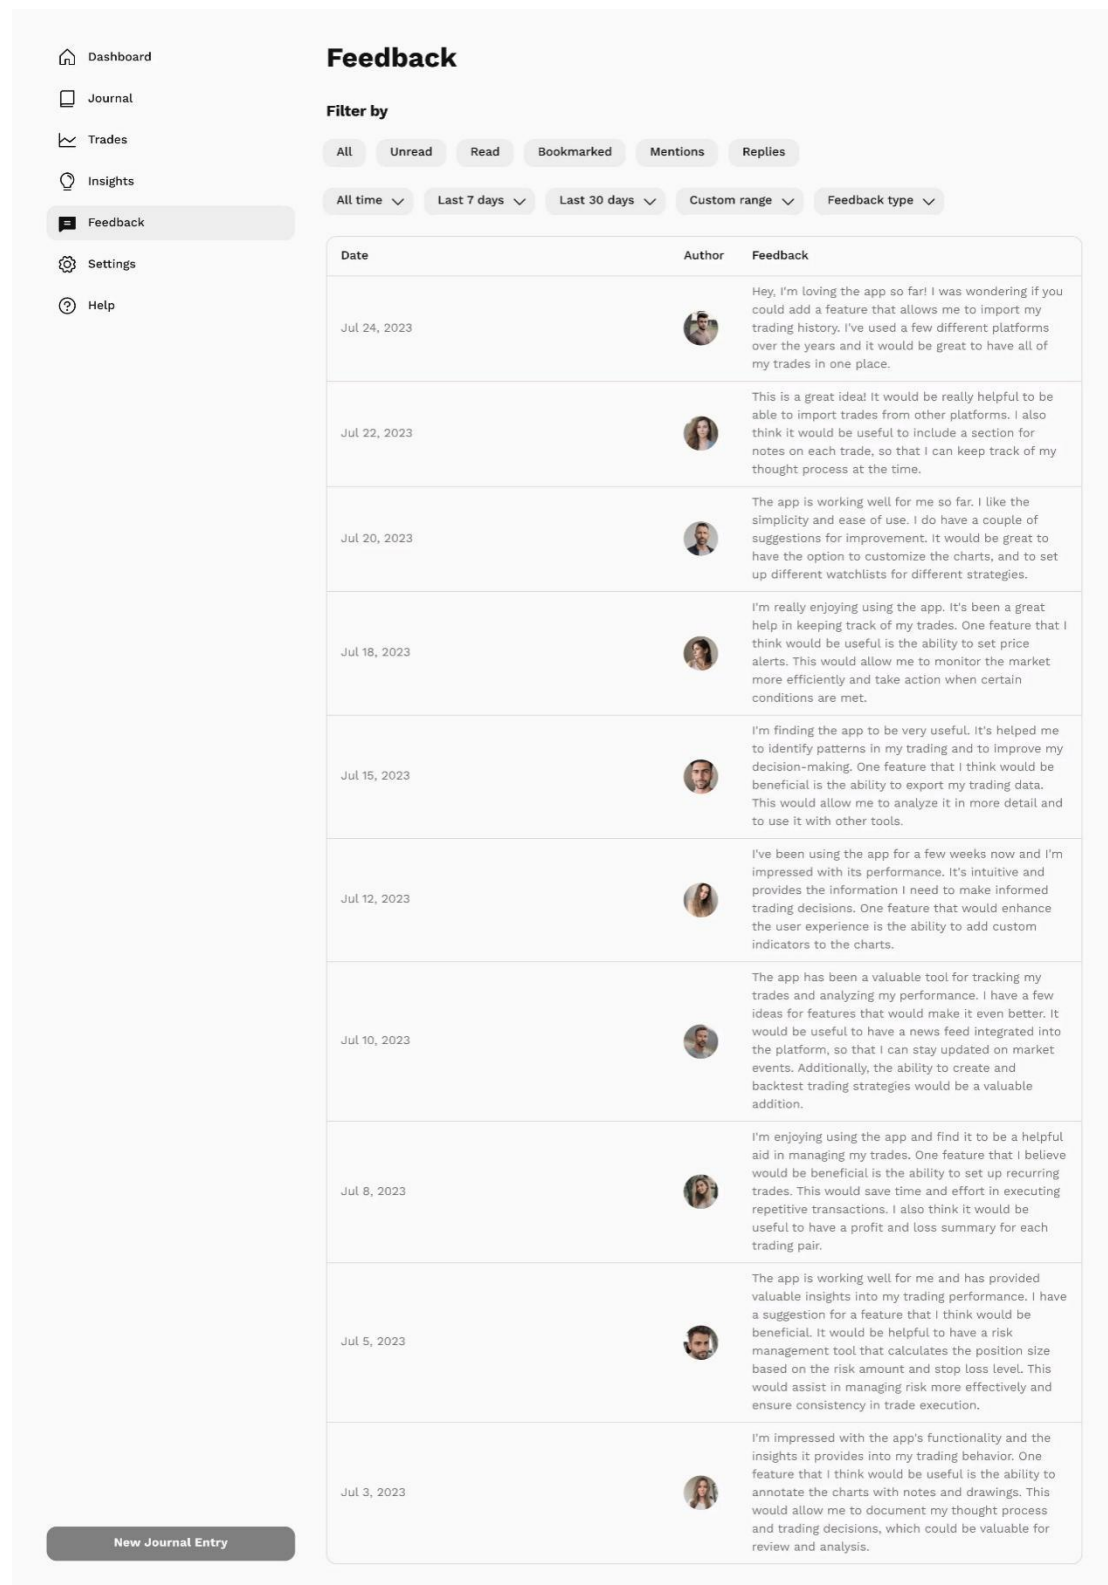 Dashboard
Journal
Trades
Insights
Feedback
Settings
Help
New Journal Entry
Feedback
Filter by
All Unread Read Bookmarked Mentions Replies
All time Last 7 days Last 30 days Custom range Feedback type
Date Author Feedback
Jul 24, 2023
Hey, I'm loving the app so far! I was wondering if you
could add a feature that allows me to import my
trading history. I've used a few different platforms
over the years and it would be great to have all of
my trades in one place.
Jul 22, 2023
This is a great idea! It would be really helpful to be
able to import trades from other platforms. I also
think it would be useful to include a section for
notes on each trade, so that I can keep track of my
thought process at the time.
Jul 20, 2023
The app is working well for me so far. I like the
simplicity and ease of use. I do have a couple of
suggestions for improvement. It would be great to
have the option to customize the charts, and to set
up different watchlists for different strategies.
Jul 18, 2023
I'm really enjoying using the app. It's been a great
help in keeping track of my trades. One feature that I
think would be useful is the ability to set price
alerts. This would allow me to monitor the market
more efficiently and take action when certain
conditions are met.
Jul 15, 2023
I'm finding the app to be very useful. It's helped me
to identify patterns in my trading and to improve my
decision-making. One feature that I think would be
beneficial is the ability to export my trading data.
This would allow me to analyze it in more detail and
to use it with other tools.
Jul 12, 2023
I've been using the app for a few weeks now and I'm
impressed with its performance. It's intuitive and
provides the information I need to make informed
trading decisions. One feature that would enhance
the user experience is the ability to add custom
indicators to the charts.
Jul 10, 2023
The app has been a valuable tool for tracking my
trades and analyzing my performance. I have a few
ideas for features that would make it even better. It
would be useful to have a news feed integrated into
the platform, so that I can stay updated on market
events. Additionally, the ability to create and
backtest trading strategies would be a valuable
addition.
Jul 8, 2023
I'm enjoying using the app and find it to be a helpful
aid in managing my trades. One feature that I believe
would be beneficial is the ability to set up recurring
trades. This would save time and effort in executing
repetitive transactions. I also think it would be
useful to have a profit and loss summary for each
trading pair.
Jul 5, 2023
The app is working well for me and has provided
valuable insights into my trading performance. I have
a suggestion for a feature that I think would be
beneficial. It would be helpful to have a risk
management tool that calculates the position size
based on the risk amount and stop loss level. This
would assist in managing risk more effectively and
ensure consistency in trade execution.
Jul 3, 2023
I'm impressed with the app's functionality and the
insights it provides into my trading behavior. One
feature that I think would be useful is the ability to
annotate the charts with notes and drawings. This
would allow me to document my thought process
and trading decisions, which could be valuable for
review and analysis.